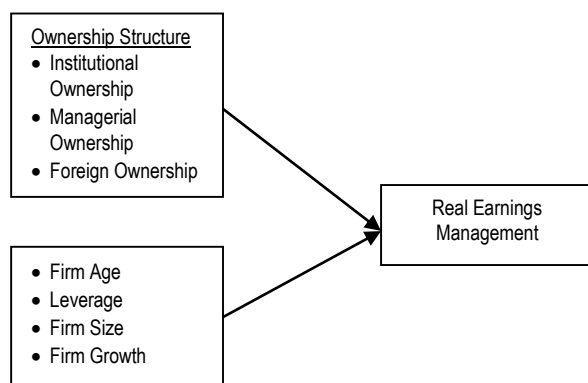 Ownership Structure
• Institutional
Ownership
• Managerial
Ownership
• Foreign Ownership
Real Earnings
Management
• Firm Age
• Leverage
• Firm Size
• Firm Growth